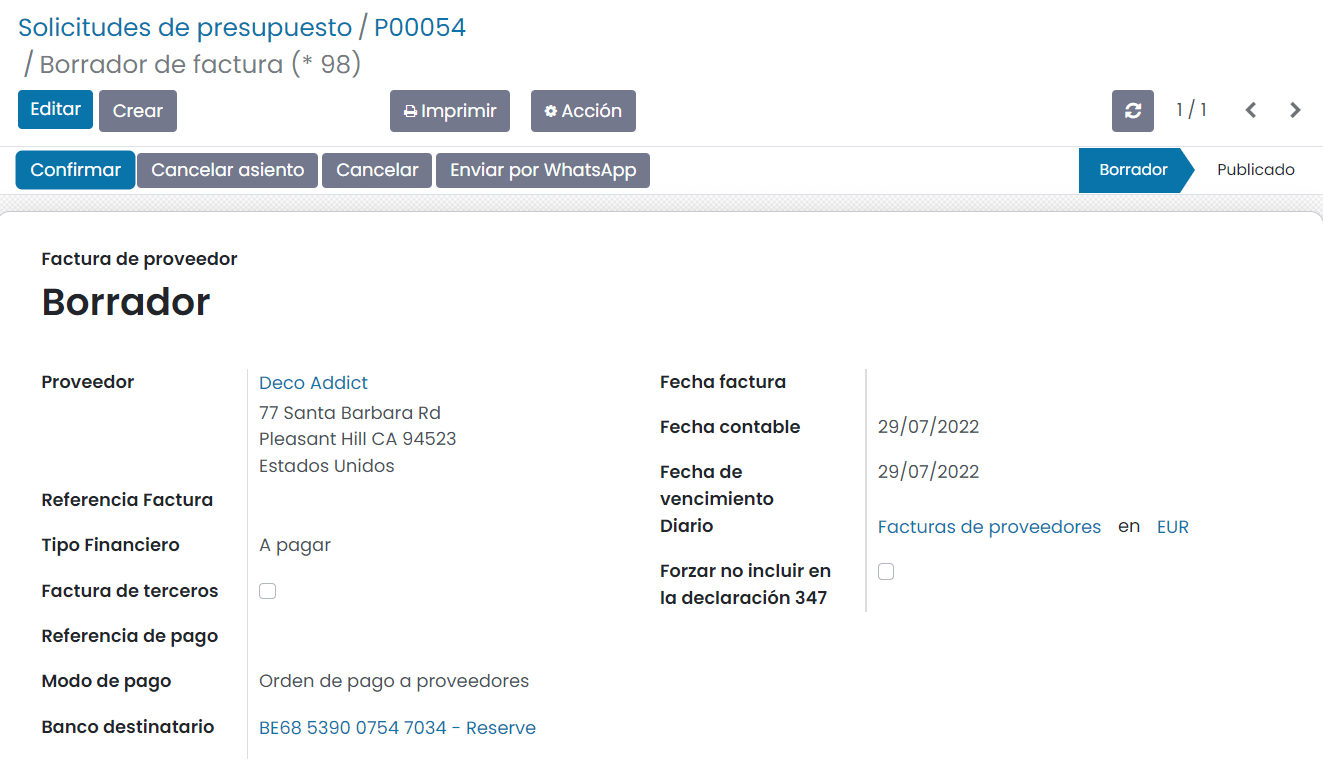 Solicitudes de presupuesto / P00054
/ Borrador de factura (* 98)
Editar Crear Imprimir Acción 1 / 1
Confirmar Cancelar asiento Cancelar Enviar por WhatsApp Borrador Publicado
Factura de proveedor
Borrador
Proveedor Deco Addict
77 Santa Barbara Rd
Pleasant Hill CA 94523
Estados Unidos
Referencia Factura
Tipo Financiero A pagar
Factura de terceros
Referencia de pago
Modo de pago Orden de pago a proveedores
Banco destinatario BE68 5390 0754 7034 - Reserve
Fecha factura
Fecha contable 29/07/2022
Fecha de 29/07/2022
vencimiento
Diario Facturas de proveedores en EUR
Forzar no incluir en
la declaración 347